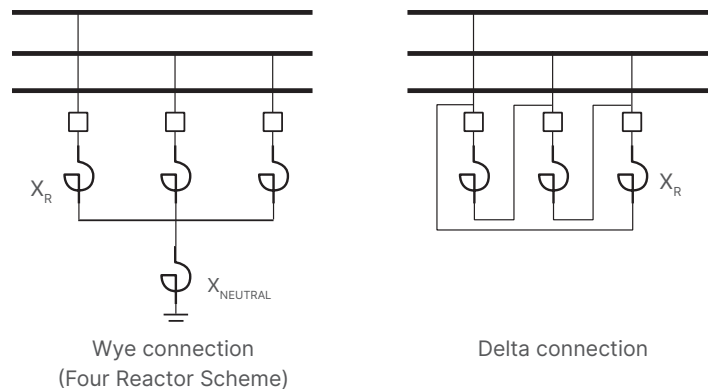 X_R
X_R
X_NEUTRAL
Wye connection
(Four Reactor Scheme)
Delta connection